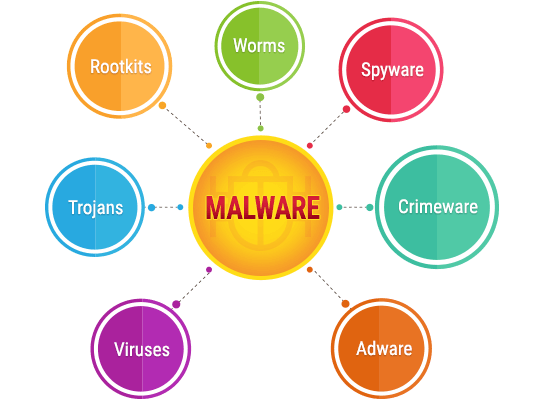 Worms
Rootkits
Spyware
Trojans
MALWARE
Crimeware
Viruses
Adware